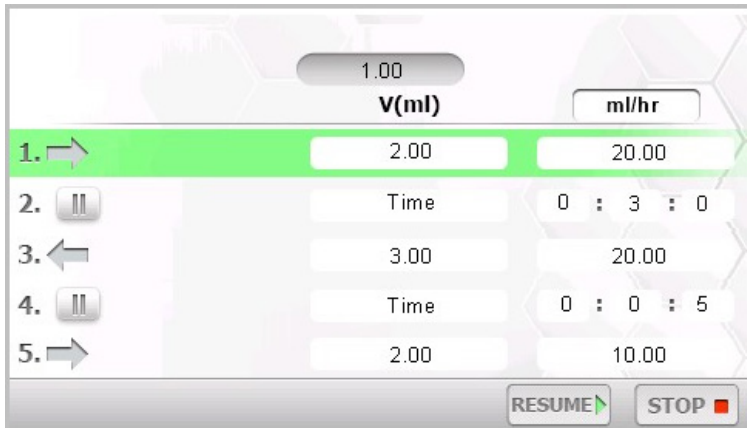 1.00
V(ml) ml/hr
1. 2.00 20.00
2. Time 0 : 3 : 0
3. 3.00 20.00
4. Time 0 : 0 : 5
5. 2.00 10.00
RESUME STOP